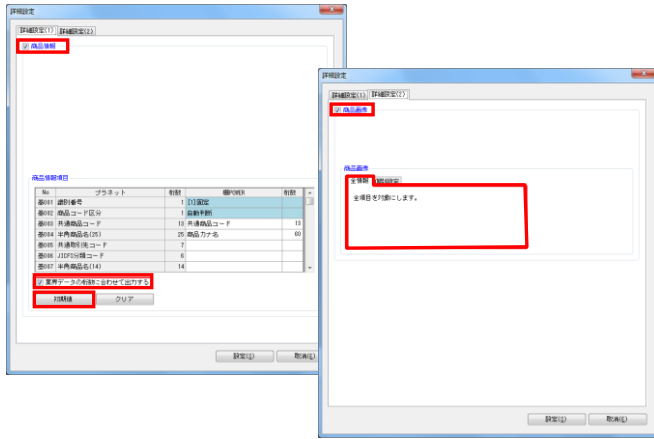 詳細設定
詳細設定(1) 詳細設定(2)
商品情報
商品情報項目
No プラネット 桁数 棚POWER 桁数
基001 識別番号 1 [1]固定
基002 商品コード区分 1 自動判断
基003 共通商品コード 13 共通商品コード 13
基004 半角商品名(25) 25 商品カナ名 60
基005 共通取引先コード 7
基006 JICFS分類コード 6
基007 半角商品名(14) 14
業界データの桁数に合わせて出力する
初期値 クリア
設定(S) 取消(E)
詳細設定
詳細設定(1) 詳細設定(2)
商品画像
商品画像
全情報 個別設定
全項目を対象にします。
設定(S) 取消(E)